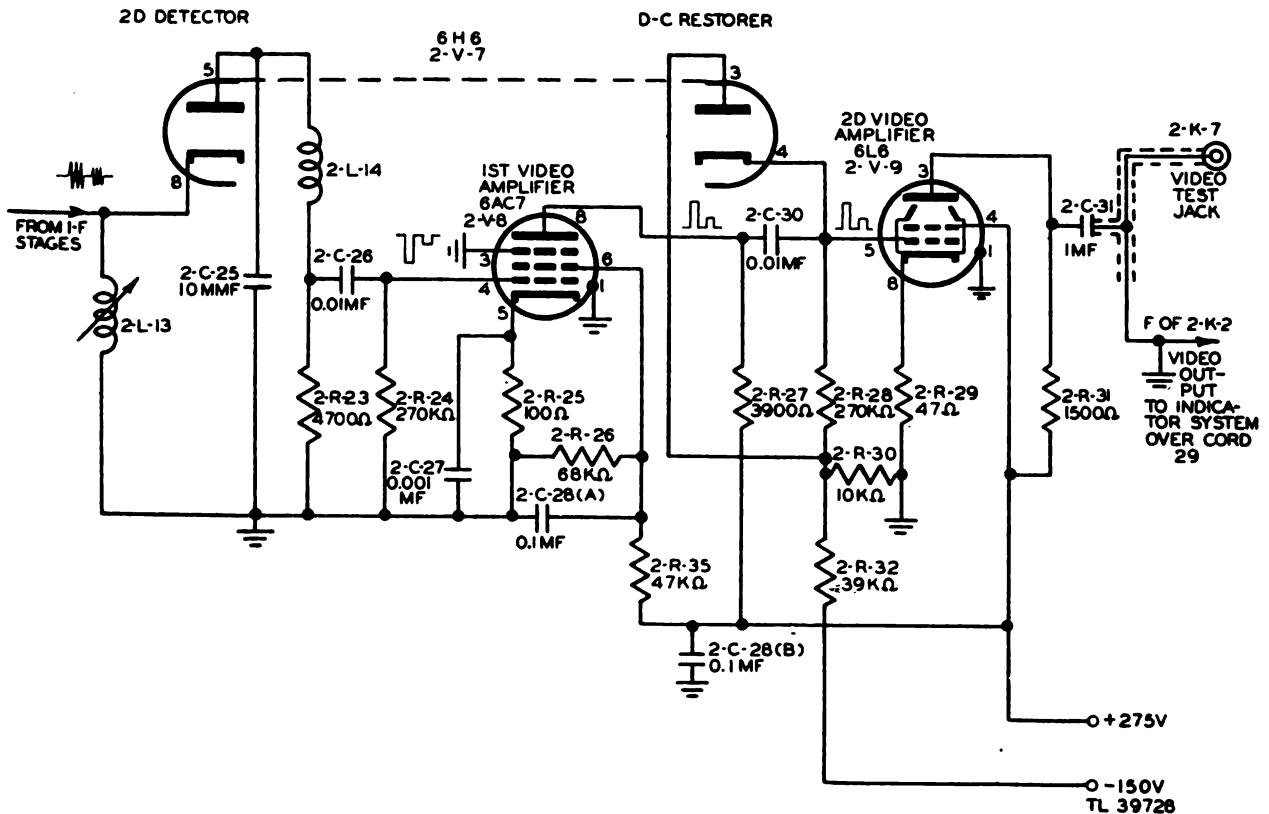 2D DETECTOR
D-C RESTORER
6H6
2-V-7
5
8
3
4
FROM I-F
STAGES
2-L-13
2-C-25
10MMF
2-L-14
2-C-26
0.01MF
2-R-23
4700Ω
2-R-24
270KΩ
1ST VIDEO
AMPLIFIER
6AC7
2-V8
8
3
4
5
6
1
2-R-25
100Ω
2-R-26
68KΩ
2-C-27
0.001
MF
2-C-28(A)
0.1MF
2-R-35
47KΩ
2-C-28(B)
0.1MF
2-C-30
0.01MF
2-R-27
3900Ω
2-R-28
270KΩ
2-R-29
47Ω
2-R-30
10KΩ
2-R-32
39KΩ
2D VIDEO
AMPLIFIER
6L6
2-V-9
3
4
5
1
8
2-R-31
1500Ω
2-C-31
1MF
2-K-7
VIDEO
TEST
JACK
F OF 2-K-2
VIDEO
OUT-
PUT
TO INDICA-
TOR SYSTEM
OVER CORD
29
+275V
-150V
TL 39728